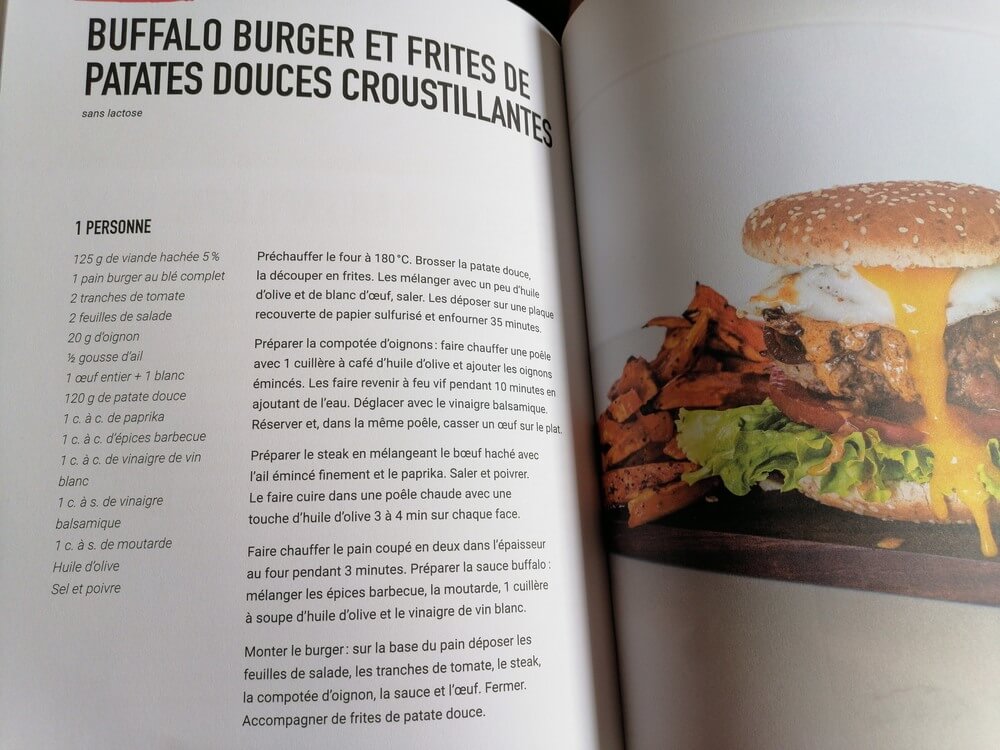 BUFFALO BURGER ET FRITES DE
PATATES DOUCES CROUSTILLANTES
sans lactose
1 PERSONNE
125 g de viande hachée 5 %
1 pain burger au blé complet
2 tranches de tomate
2 feuilles de salade
20 g d'oignon
½ gousse d'ail
1 œuf entier + 1 blanc
120 g de patate douce
1 c. à c. de paprika
1 c. à c. d'épices barbecue
1 c. à c. de vinaigre de vin
blanc
1 c. à s. de vinaigre
balsamique
1 c. à s. de moutarde
Huile d'olive
Sel et poivre
Préchauffer le four à 180 °C. Brosser la patate douce,
la découper en frites. Les mélanger avec un peu d'huile
d'olive et de blanc d'œuf, saler. Les déposer sur une plaque
recouverte de papier sulfurisé et enfourner 35 minutes.
Préparer la compotée d'oignons : faire chauffer une poêle
avec 1 cuillère à café d'huile d'olive et ajouter les oignons
émincés. Les faire revenir à feu vif pendant 10 minutes en
ajoutant de l'eau. Déglacer avec le vinaigre balsamique.
Réserver et, dans la même poêle, casser un œuf sur le plat.
Préparer le steak en mélangeant le bœuf haché avec
l'ail émincé finement et le paprika. Saler et poivrer.
Le faire cuire dans une poêle chaude avec une
touche d'huile d'olive 3 à 4 min sur chaque face.
Faire chauffer le pain coupé en deux dans l'épaisseur
au four pendant 3 minutes. Préparer la sauce buffalo :
mélanger les épices barbecue, la moutarde, 1 cuillère
à soupe d'huile d'olive et le vinaigre de vin blanc.
Monter le burger : sur la base du pain déposer les
feuilles de salade, les tranches de tomate, le steak,
la compotée d'oignon, la sauce et l'œuf. Fermer.
Accompagner de frites de patate douce.